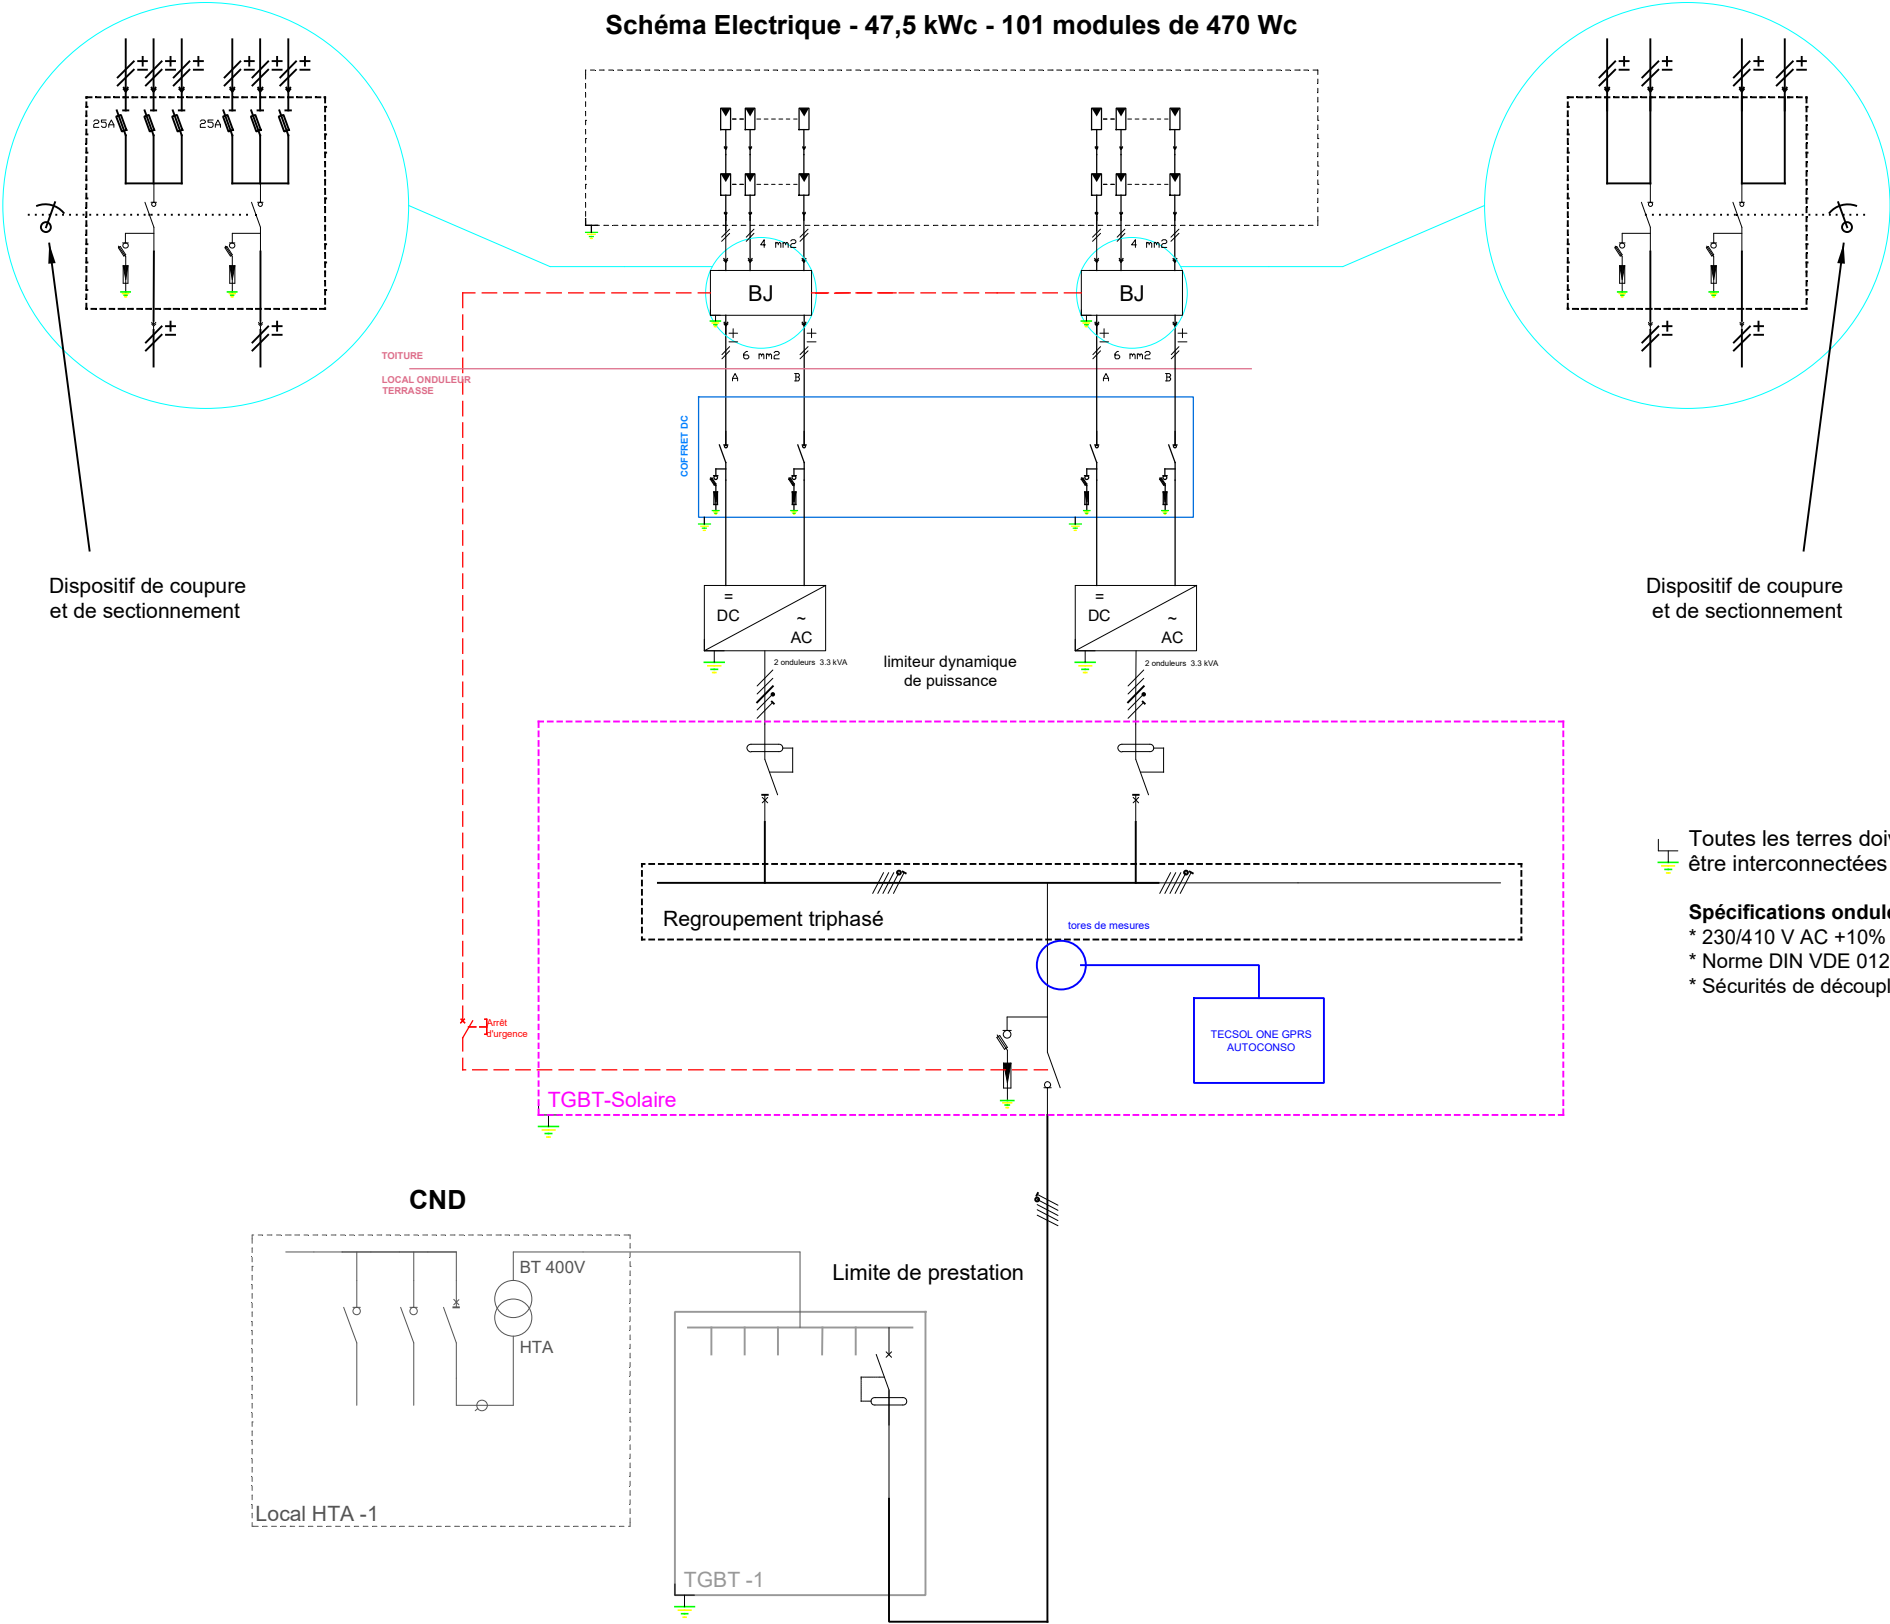 Schéma Electrique - 47,5 kWc - 101 modules de 470 Wc
25A
25A
4 mm2
4 mm2
BJ
BJ
6 mm2
6 mm2
TOITURE
LOCAL ONDULEUR
TERRASSE
A
B
A
B
COFFRET DC
Dispositif de coupure
et de sectionnement
Dispositif de coupure
et de sectionnement
=
DC
~
AC
=
DC
~
AC
2 onduleurs 3.3 kVA
2 onduleurs 3.3 kVA
limiteur dynamique
de puissance
Toutes les terres doi
être interconnectées
Regroupement triphasé
tores de mesures
Spécifications ondul
* 230/410 V AC +10%
* Norme DIN VDE 012
* Sécurités de découpl
Arrêt
d'urgence
TECSOL ONE GPRS
AUTOCONSO
TGBT-Solaire
CND
BT 400V
HTA
Limite de prestation
Local HTA -1
TGBT -1